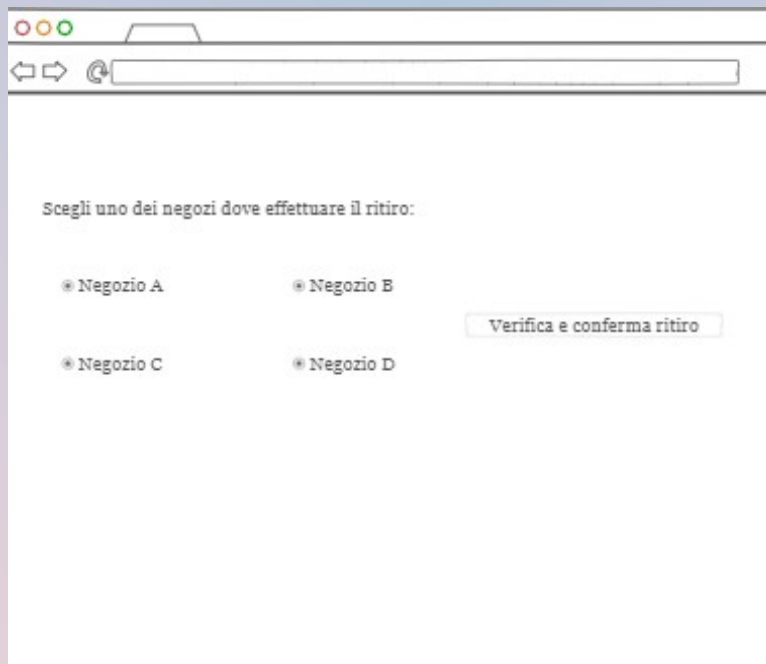 Scegli uno dei negozi dove effettuare il ritiro:
Negozio A
Negozio B
Verifica e conferma ritiro
Negozio C
Negozio D